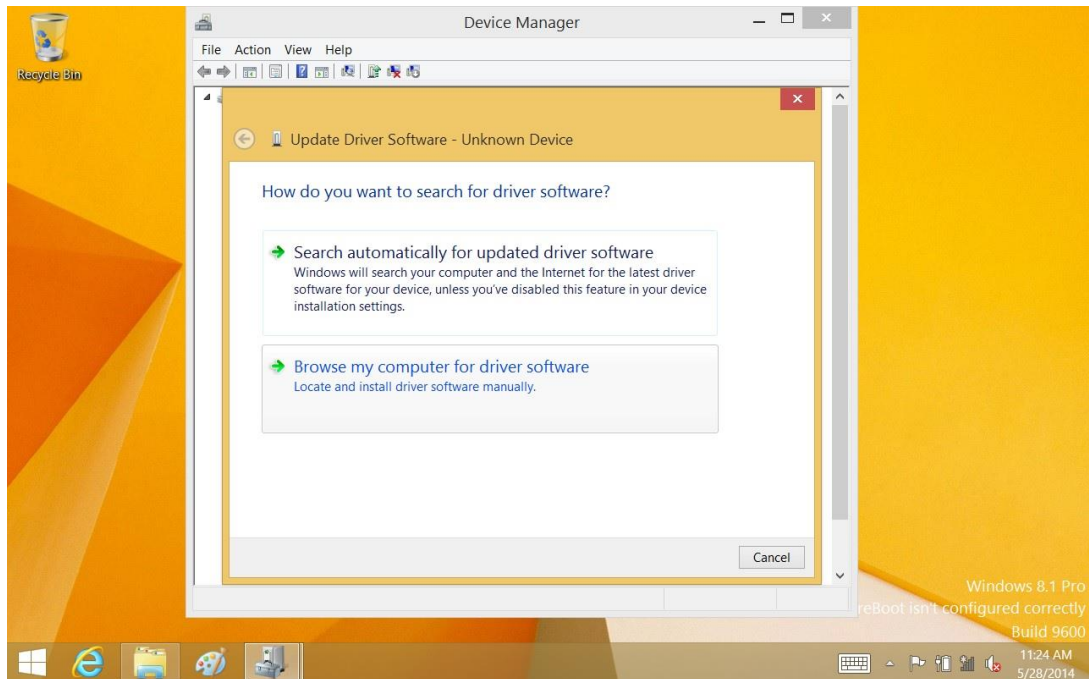 Recycle Bin
Device Manager
File Action View Help
Update Driver Software - Unknown Device
How do you want to search for driver software?
Search automatically for updated driver software
Windows will search your computer and the Internet for the latest driver
software for your device, unless you've disabled this feature in your device
installation settings.
Browse my computer for driver software
Locate and install driver software manually.
Cancel
Windows 8.1 Pro
reBoot isn't configured correctly
Build 9600
11:24 AM
5/28/2014